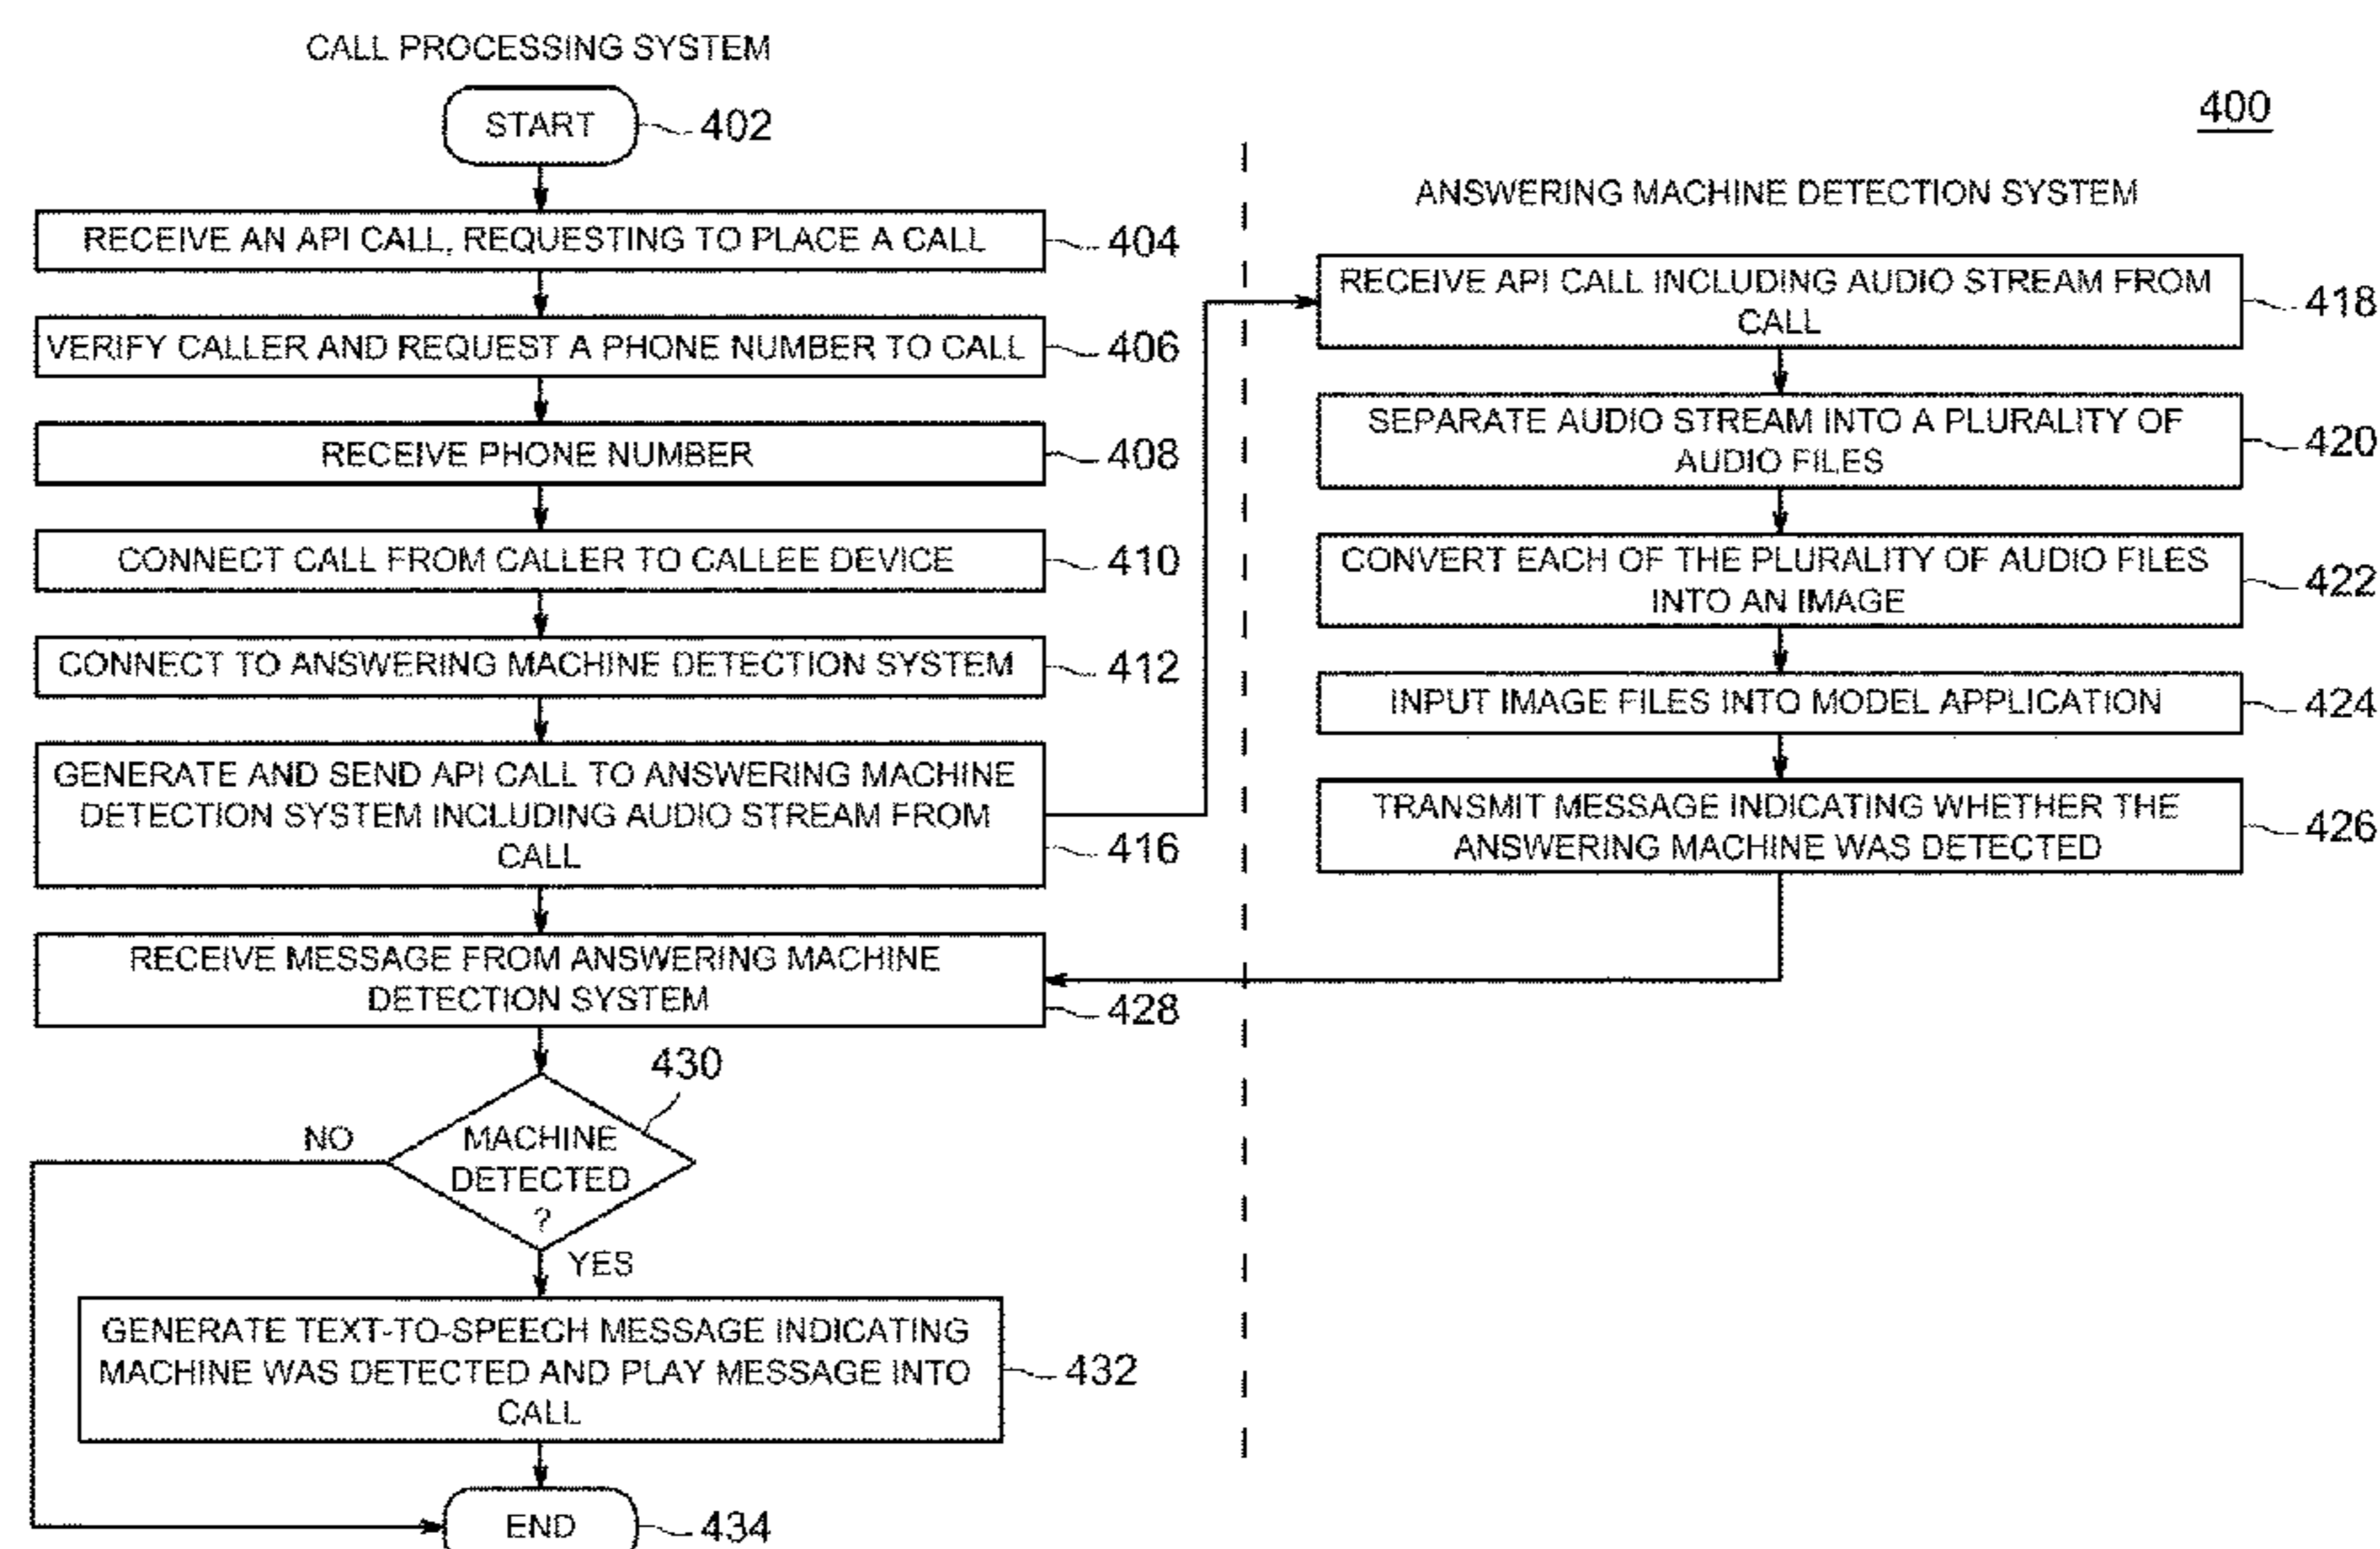 CALL PROCESSING SYSTEM
START
402
RECEIVE AN API CALL, REQUESTING TO PLACE A CALL
404
VERIFY CALLER AND REQUEST A PHONE NUMBER TO CALL
406
RECEIVE PHONE NUMBER
408
CONNECT CALL FROM CALLER TO CALLEE DEVICE
410
CONNECT TO ANSWERING MACHINE DETECTION SYSTEM
412
GENERATE AND SEND API CALL TO ANSWERING MACHINE
DETECTION SYSTEM INCLUDING AUDIO STREAM FROM
CALL
416
RECEIVE MESSAGE FROM ANSWERING MACHINE
DETECTION SYSTEM
428
430
MACHINE
DETECTED
?
NO
YES
GENERATE TEXT-TO-SPEECH MESSAGE INDICATING
MACHINE WAS DETECTED AND PLAY MESSAGE INTO
CALL
432
END
434
400
ANSWERING MACHINE DETECTION SYSTEM
RECEIVE API CALL INCLUDING AUDIO STREAM FROM
CALL
418
SEPARATE AUDIO STREAM INTO A PLURALITY OF
AUDIO FILES
420
CONVERT EACH OF THE PLURALITY OF AUDIO FILES
INTO AN IMAGE
422
INPUT IMAGE FILES INTO MODEL APPLICATION
424
TRANSMIT MESSAGE INDICATING WHETHER THE
ANSWERING MACHINE WAS DETECTED
426